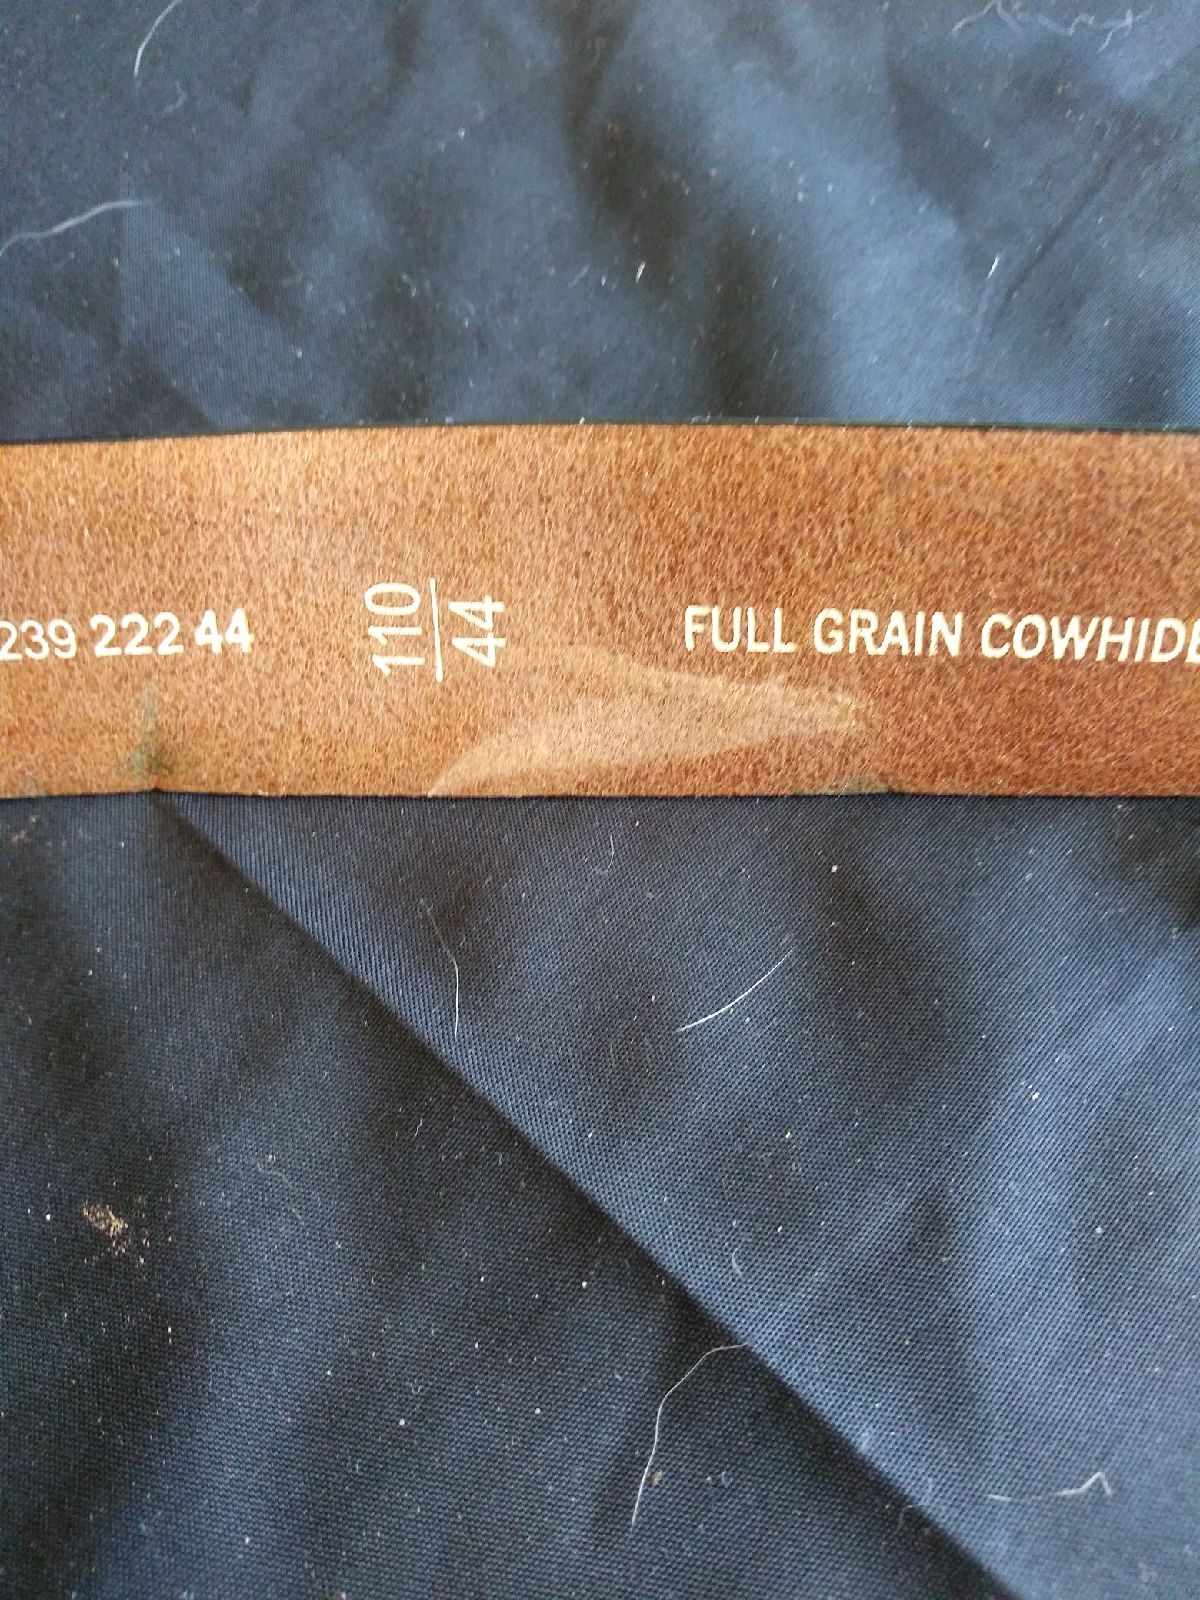 239 222 44
110
44
FULL GRAIN COWHIDE